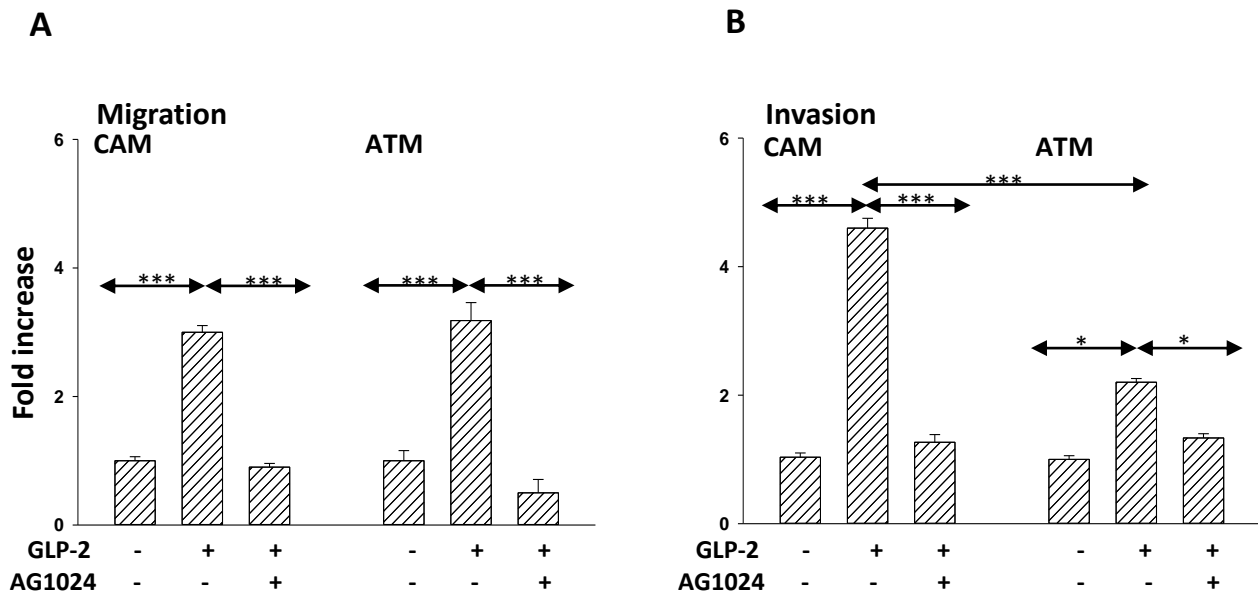 A
Migration
CAM ATM
Fold increase
6
4
2
0
*** *** *** ***
GLP-2 - + + - + +
AG1024 - - + - - +
B
Invasion
CAM ATM
6
4
2
0
***
*** ***
* *
GLP-2 - + + - + +
AG1024 - - + - - +